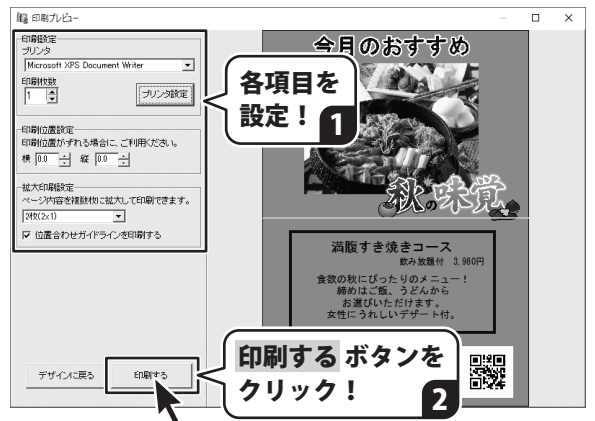 印刷プレビュー
印刷設定
プリンタ
Microsoft XPS Document Writer
印刷枚数
1
プリンタ設定
印刷位置設定
印刷位置がずれる場合に、ご利用ください。
横 0.0 縦 0.0
拡大印刷設定
ページ内容を複数枚に拡大して印刷できます。
2枚(2x1)
位置合わせガイドラインを印刷する
デザインに戻る
印刷する
各項目を
設定！
1
今月のおすすめ
秋の味覚
満腹すき焼きコース
飲み放題付 3,980円
食欲の秋にぴったりのメニュー！
締めはご飯、うどんから
お選びいただけます。
女性にうれしいデザート付。
印刷する ボタンを
クリック！
2